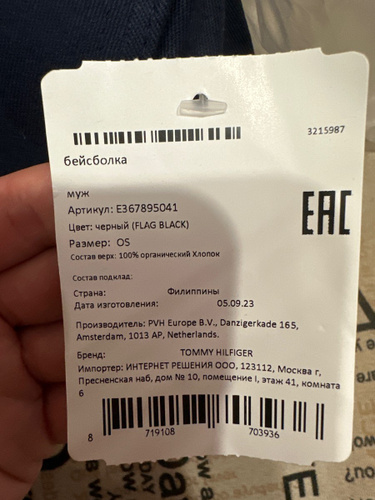 3215987
бейсболка
муж
Артикул: E367895041
Цвет: черный (FLAG BLACK)
Размер: OS
Состав верх: 100% органический Хлопок
Состав подклад:
Страна: Филиппины
Дата изготовления: 05.09.23
Производитель: PVH Europe B.V., Danzigerkade 165,
Amsterdam, 1013 AP, Netherlands.
Бренд: TOMMY HILFIGER
Импортер: ИНТЕРНЕТ РЕШЕНИЯ ООО, 123112, Москва г,
Пресненская наб, дом № 10, помещение I, этаж 41, комната
6
8 719108 703936
EAC